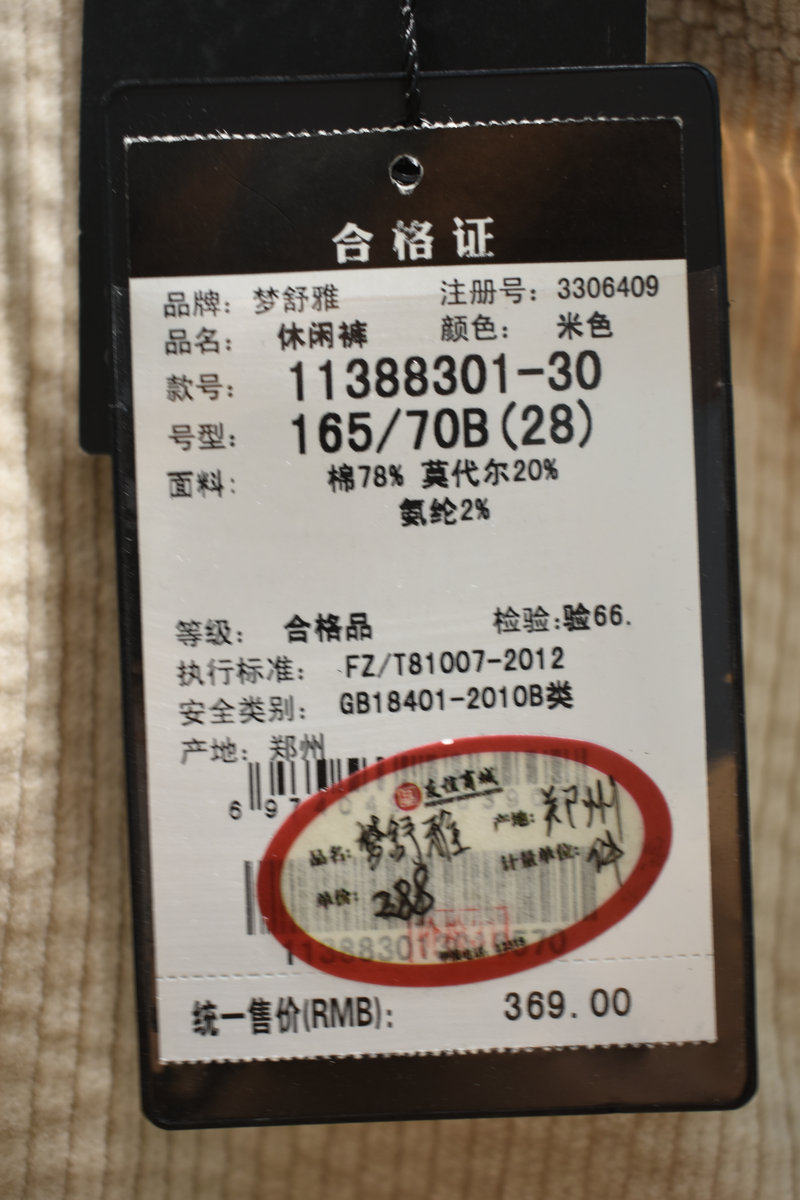 合格证
品牌: 梦舒雅 注册号: 3306409
品名: 休闲裤 颜色: 米色
款号: 11388301-30
号型: 165/70B(28)
面料: 棉78% 莫代尔20%
氨纶2%
等级: 合格品 检验:验66.
执行标准: FZ/T81007-2012
安全类别: GB18401-2010B类
产地: 郑州
友信商城
品名: 梦舒雅 产地: 郑州
单价: 288 计量单位: 件
统一售价(RMB): 369.00